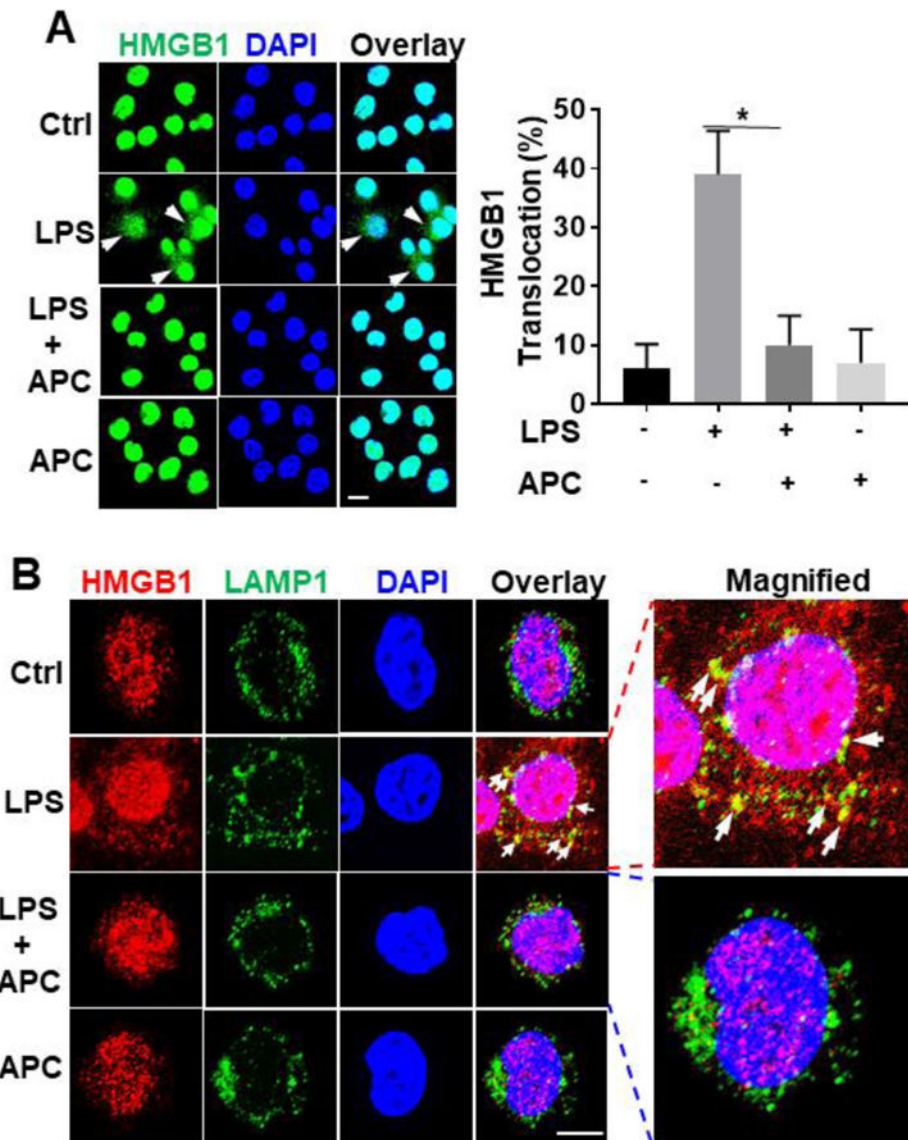 A
HMGB1 DAPI Overlay
Ctrl
LPS
LPS
+
APC
APC
HMGB1
Translocation (%)
50
40
30
20
10
0
*
LPS - + + -
APC - - + +
B
HMGB1 LAMP1 DAPI Overlay Magnified
Ctrl
LPS
LPS
+
APC
APC